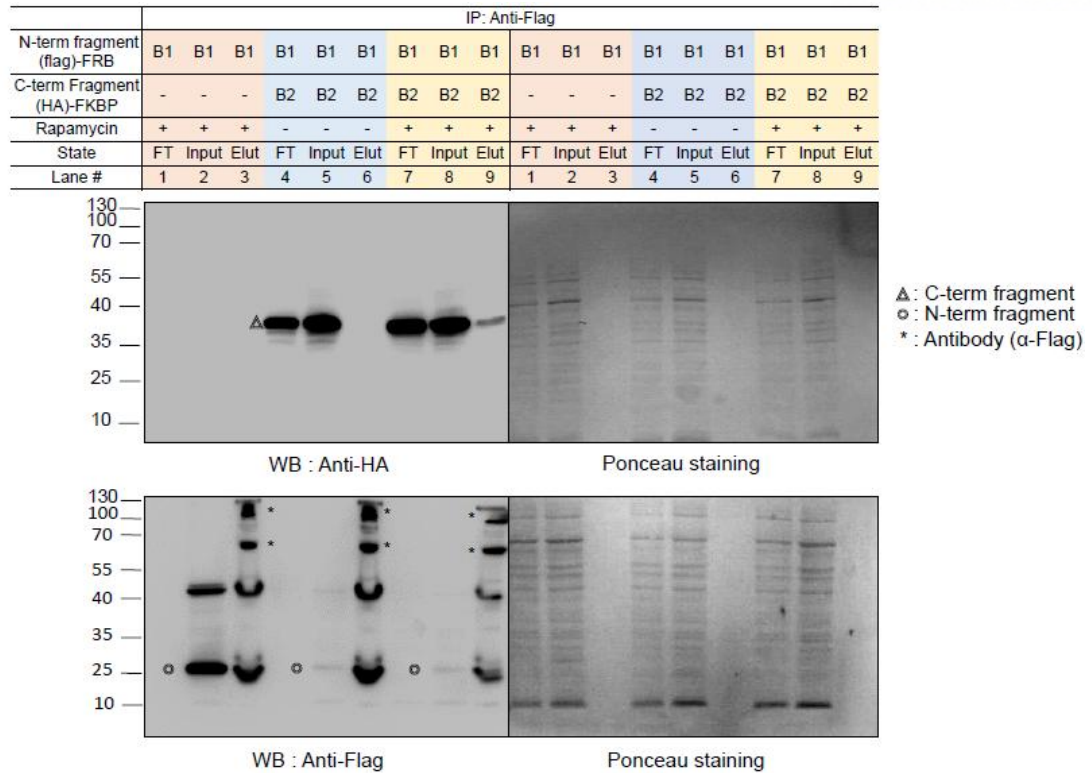 IP: Anti-Flag
N-term fragment (flag)-FRB B1 B1 B1 B1 B1 B1 B1 B1 B1 B1 B1 B1 B1 B1 B1 B1 B1 B1
C-term Fragment (HA)-FKBP - - - B2 B2 B2 B2 B2 B2 - - - B2 B2 B2 B2 B2 B2
Rapamycin + + + - - - + + + + + + - - - + + +
State FT Input Elut FT Input Elut FT Input Elut FT Input Elut FT Input Elut FT Input Elut
Lane # 1 2 3 4 5 6 7 8 9 1 2 3 4 5 6 7 8 9
130
100
70
55
40
35
25
10
WB : Anti-HA Ponceau staining
△ : C-term fragment
○ : N-term fragment
* : Antibody (α-Flag)
130
100
70
55
40
35
25
10
WB : Anti-Flag Ponceau staining